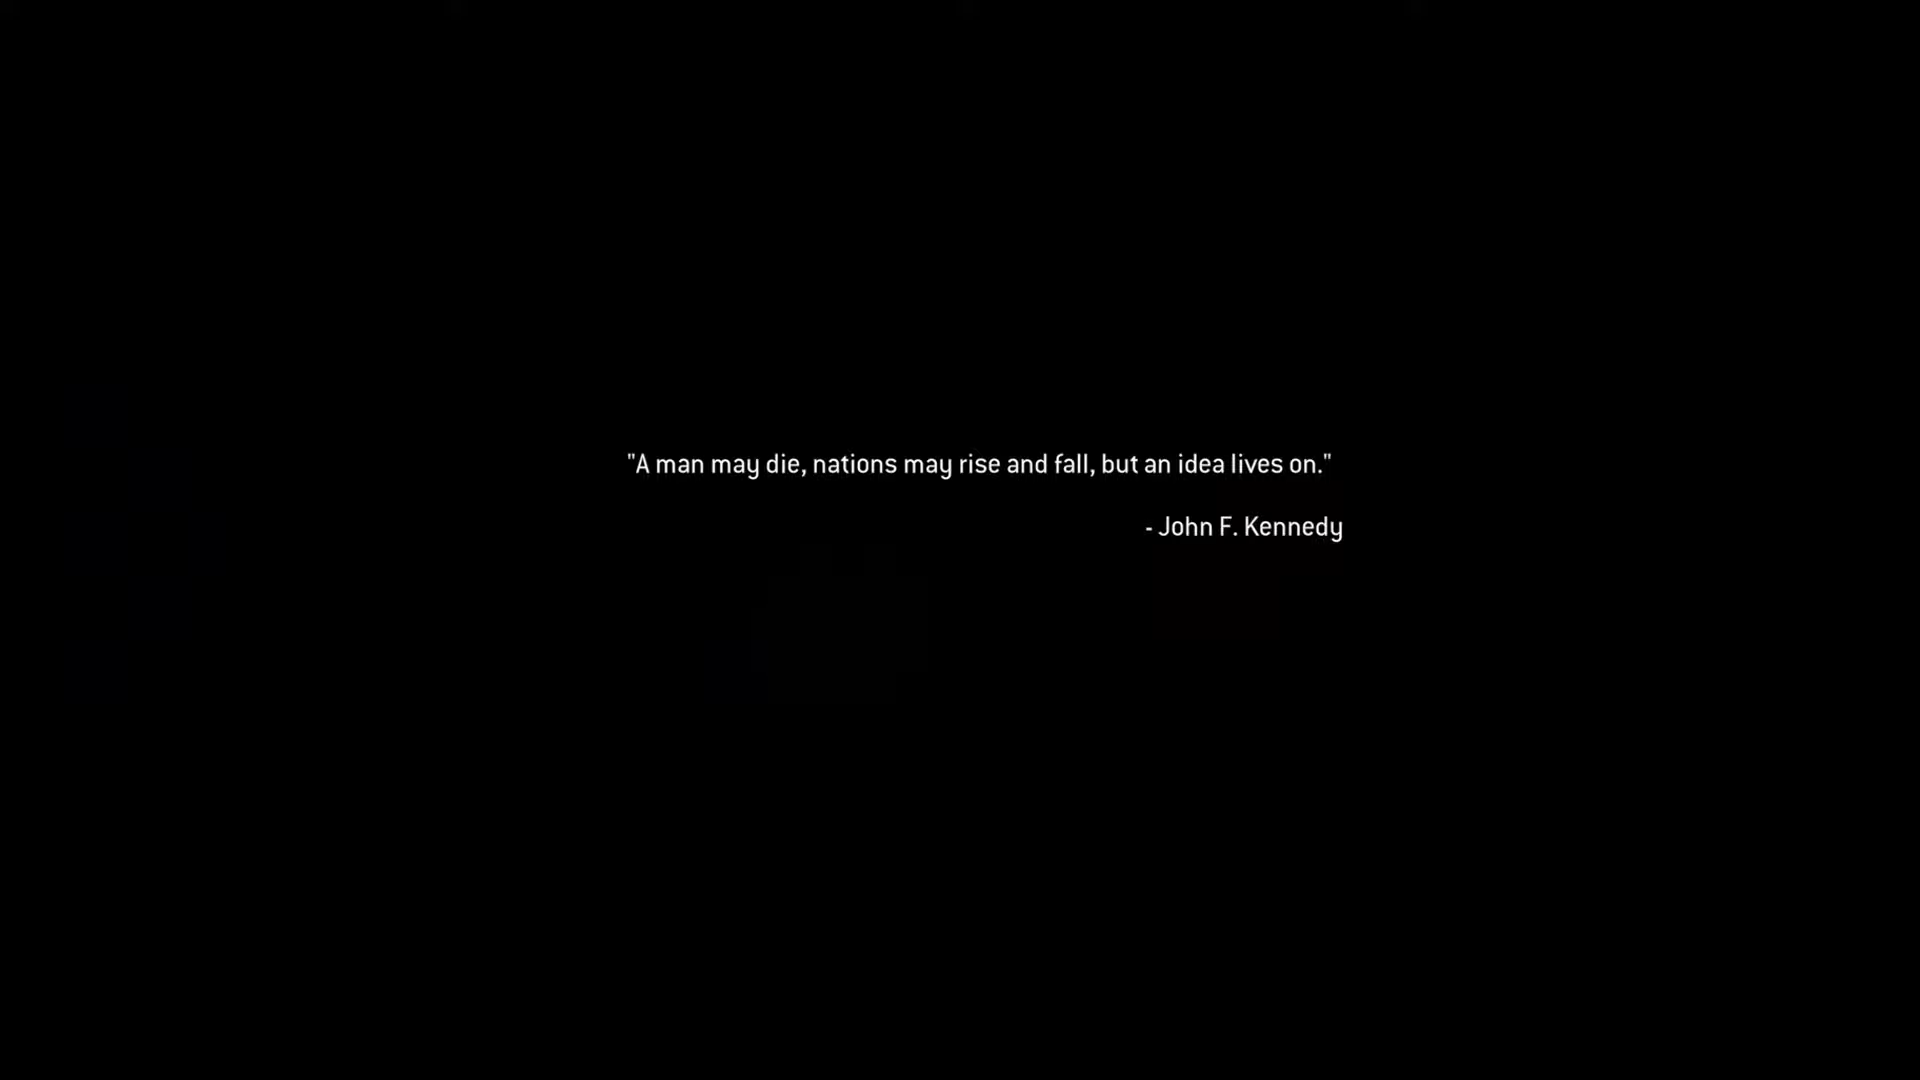 "A man may die, nations may rise and fall, but an idea lives on."
- John F. Kennedy